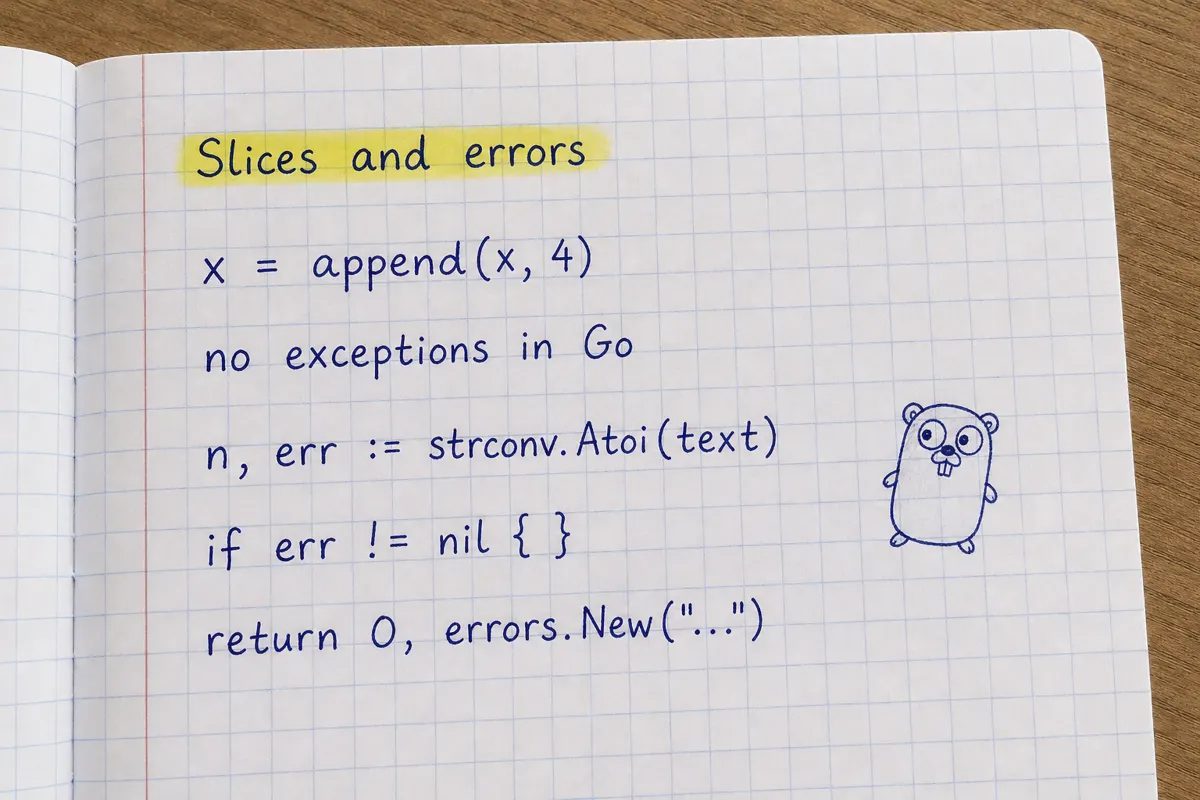 Slices and errors
x = append(x, 4)
no exceptions in Go
n, err := strconv.Atoi(text)
if err != nil { }
return 0, errors.New("...")